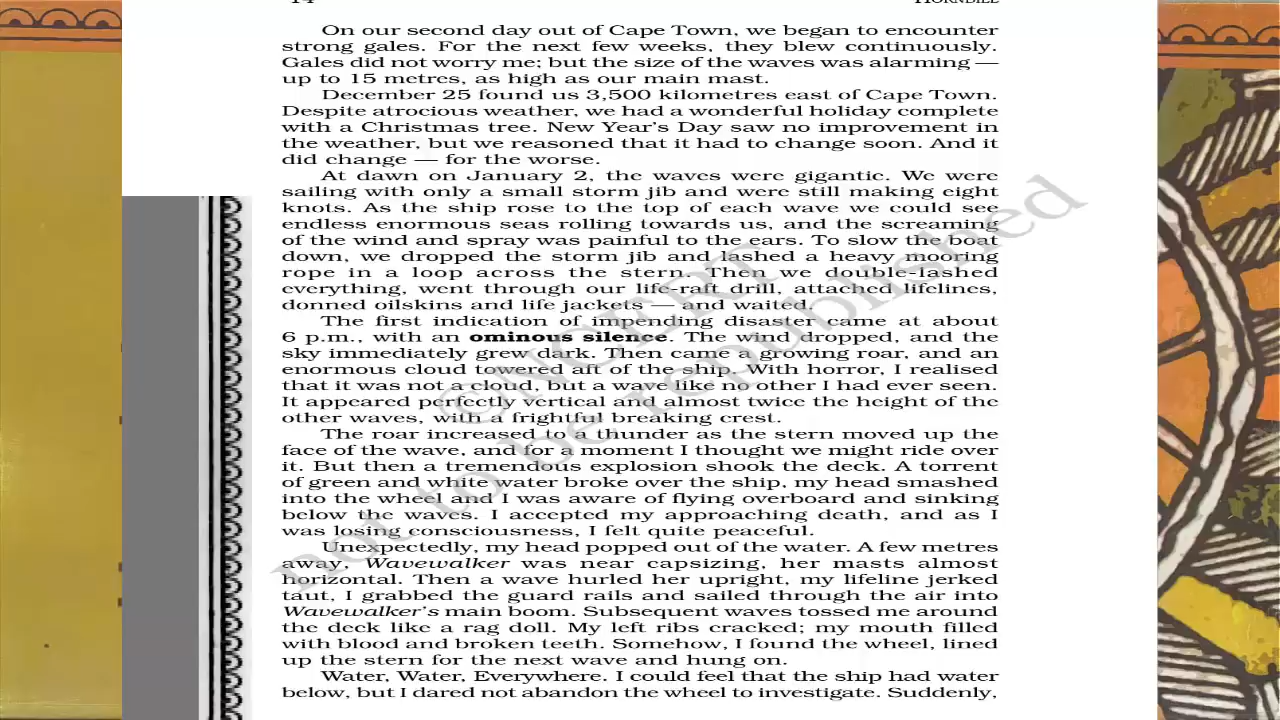 14 HORNBILL
On our second day out of Cape Town, we began to encounter
strong gales. For the next few weeks, they blew continuously.
Gales did not worry me; but the size of the waves was alarming —
up to 15 metres, as high as our main mast.
December 25 found us 3,500 kilometres east of Cape Town.
Despite atrocious weather, we had a wonderful holiday complete
with a Christmas tree. New Year's Day saw no improvement in
the weather, but we reasoned that it had to change soon. And it
did change — for the worse.
At dawn on January 2, the waves were gigantic. We were
sailing with only a small storm jib and were still making eight
knots. As the ship rose to the top of each wave we could see
endless enormous seas rolling towards us, and the screaming
of the wind and spray was painful to the ears. To slow the boat
down, we dropped the storm jib and lashed a heavy mooring
rope in a loop across the stern. Then we double-lashed
everything, went through our life-raft drill, attached lifelines,
donned oilskins and life jackets — and waited.
The first indication of impending disaster came at about
6 p.m., with an ominous silence. The wind dropped, and the
sky immediately grew dark. Then came a growing roar, and an
enormous cloud towered aft of the ship. With horror, I realised
that it was not a cloud, but a wave like no other I had ever seen.
It appeared perfectly vertical and almost twice the height of the
other waves, with a frightful breaking crest.
The roar increased to a thunder as the stern moved up the
face of the wave, and for a moment I thought we might ride over
it. But then a tremendous explosion shook the deck. A torrent
of green and white water broke over the ship, my head smashed
into the wheel and I was aware of flying overboard and sinking
below the waves. I accepted my approaching death, and as I
was losing consciousness, I felt quite peaceful.
Unexpectedly, my head popped out of the water. A few metres
away, Wavewalker was near capsizing, her masts almost
horizontal. Then a wave hurled her upright, my lifeline jerked
taut, I grabbed the guard rails and sailed through the air into
Wavewalker's main boom. Subsequent waves tossed me around
the deck like a rag doll. My left ribs cracked; my mouth filled
with blood and broken teeth. Somehow, I found the wheel, lined
up the stern for the next wave and hung on.
Water, Water, Everywhere. I could feel that the ship had water
below, but I dared not abandon the wheel to investigate. Suddenly,
© NCERT
not to be republished